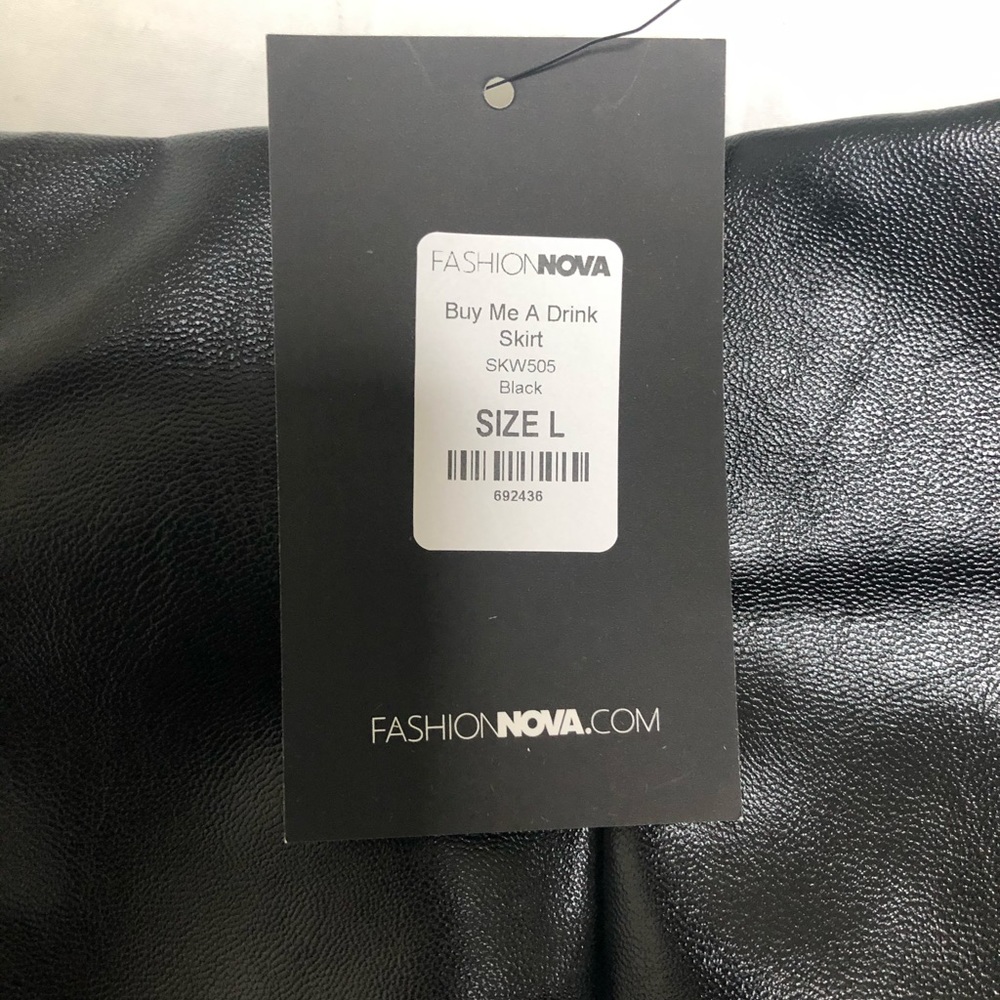 FASHIONNOVA
Buy Me A Drink
Skirt
SKW505
Black
SIZE L
692436
FASHIONNOVA.COM